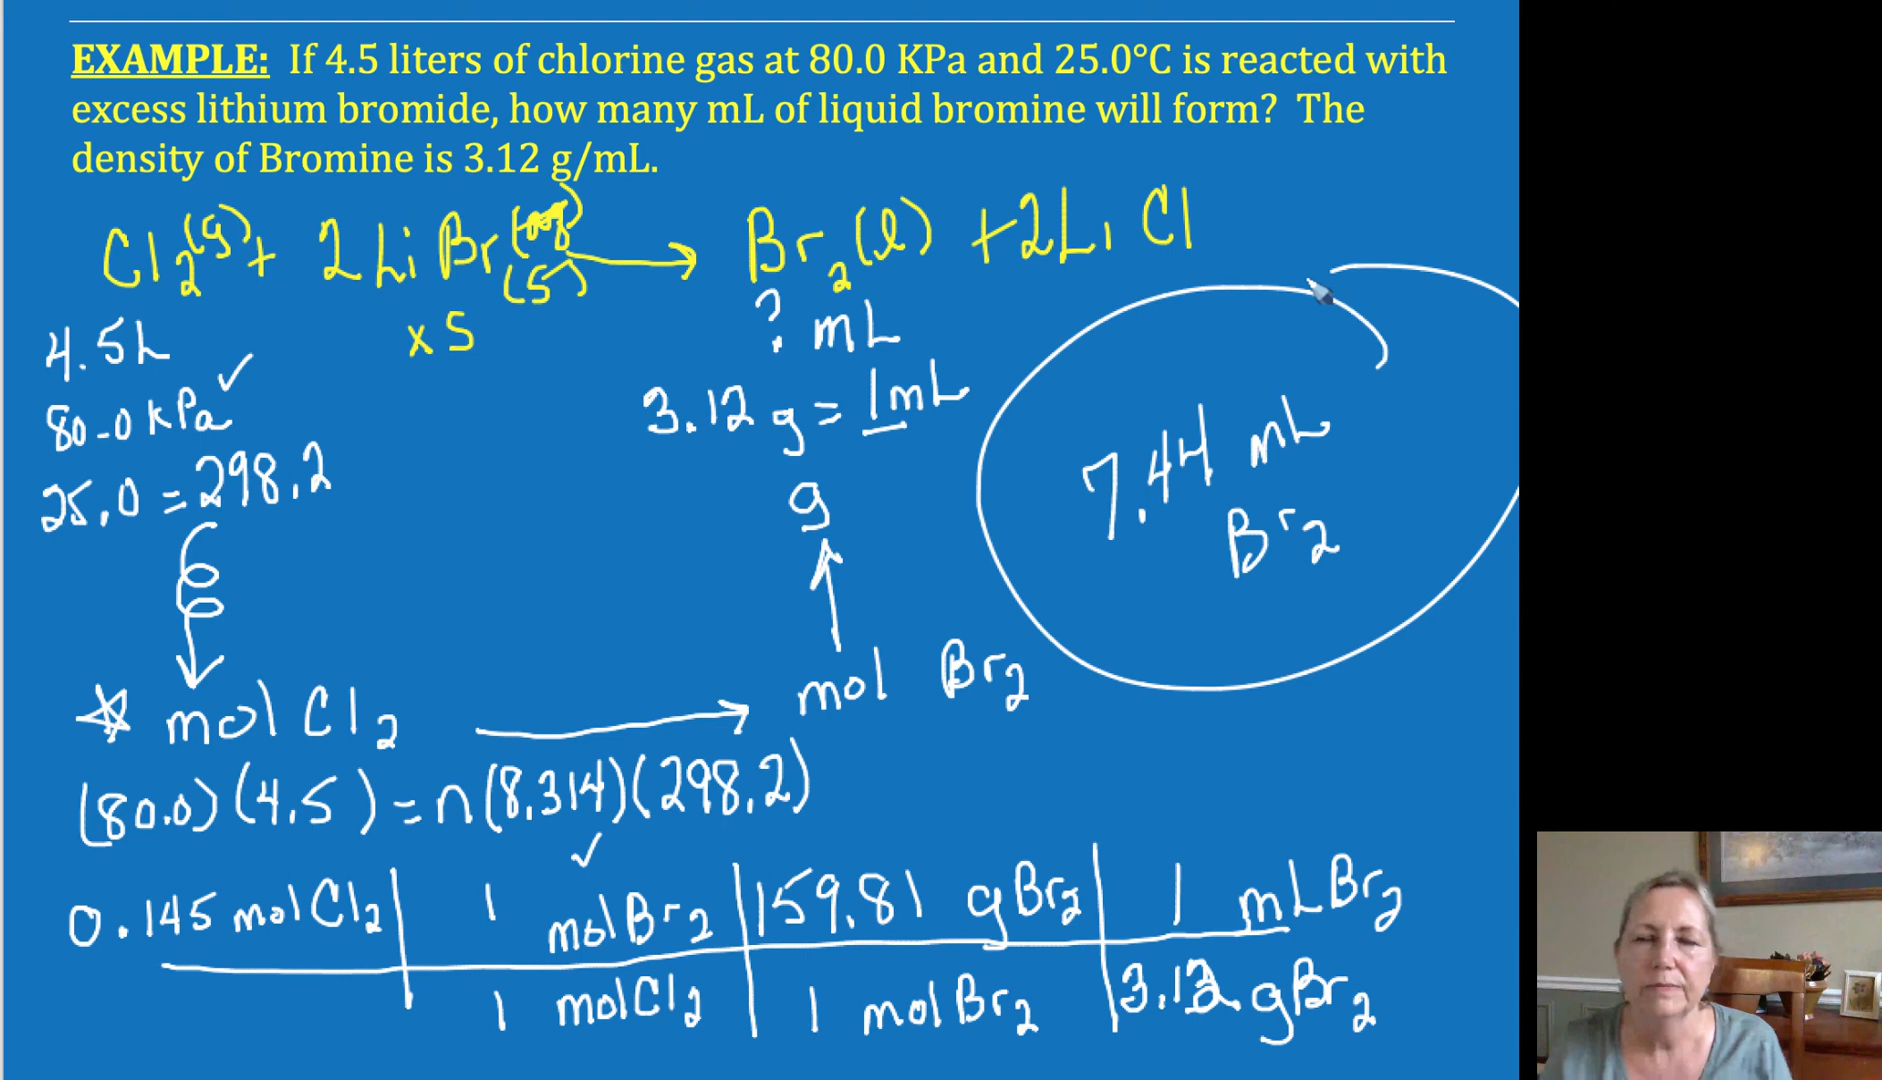 EXAMPLE: If 4.5 liters of chlorine gas at 80.0 KPa and 25.0°C is reacted with
excess lithium bromide, how many mL of liquid bromine will form? The
density of Bromine is 3.12 g/mL.
Cl₂(g) + 2LiBr → Br₂(l) + 2LiCl
(s)
4.5L
xS
? mL
80.0 kPa ✓
3.12 g = 1mL
25.0 = 298.2
g
7.44 mL
Br₂
mol Cl₂ → mol Br₂
(80.0)(4.5) = n(8.314)(298.2)
0.145 mol Cl₂ | 1 mol Br₂ | 159.81 g Br₂ | 1 mL Br₂
1 mol Cl₂ | 1 mol Br₂ | 3.12 g Br₂